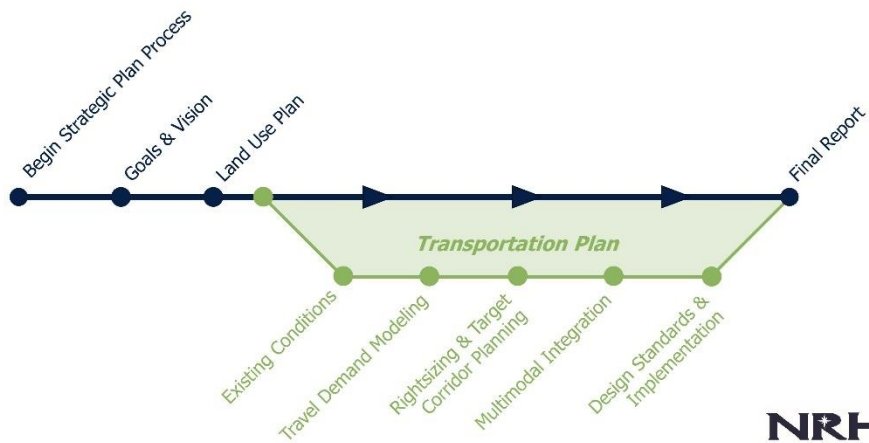 Begin Strategic Plan Process
Goals & Vision
Land Use Plan
Final Report
Transportation Plan
Existing Conditions
Travel Demand Modeling
Rightsizing & Target
Corridor Planning
Multimodal Integration
Design Standards &
Implementation
NRH